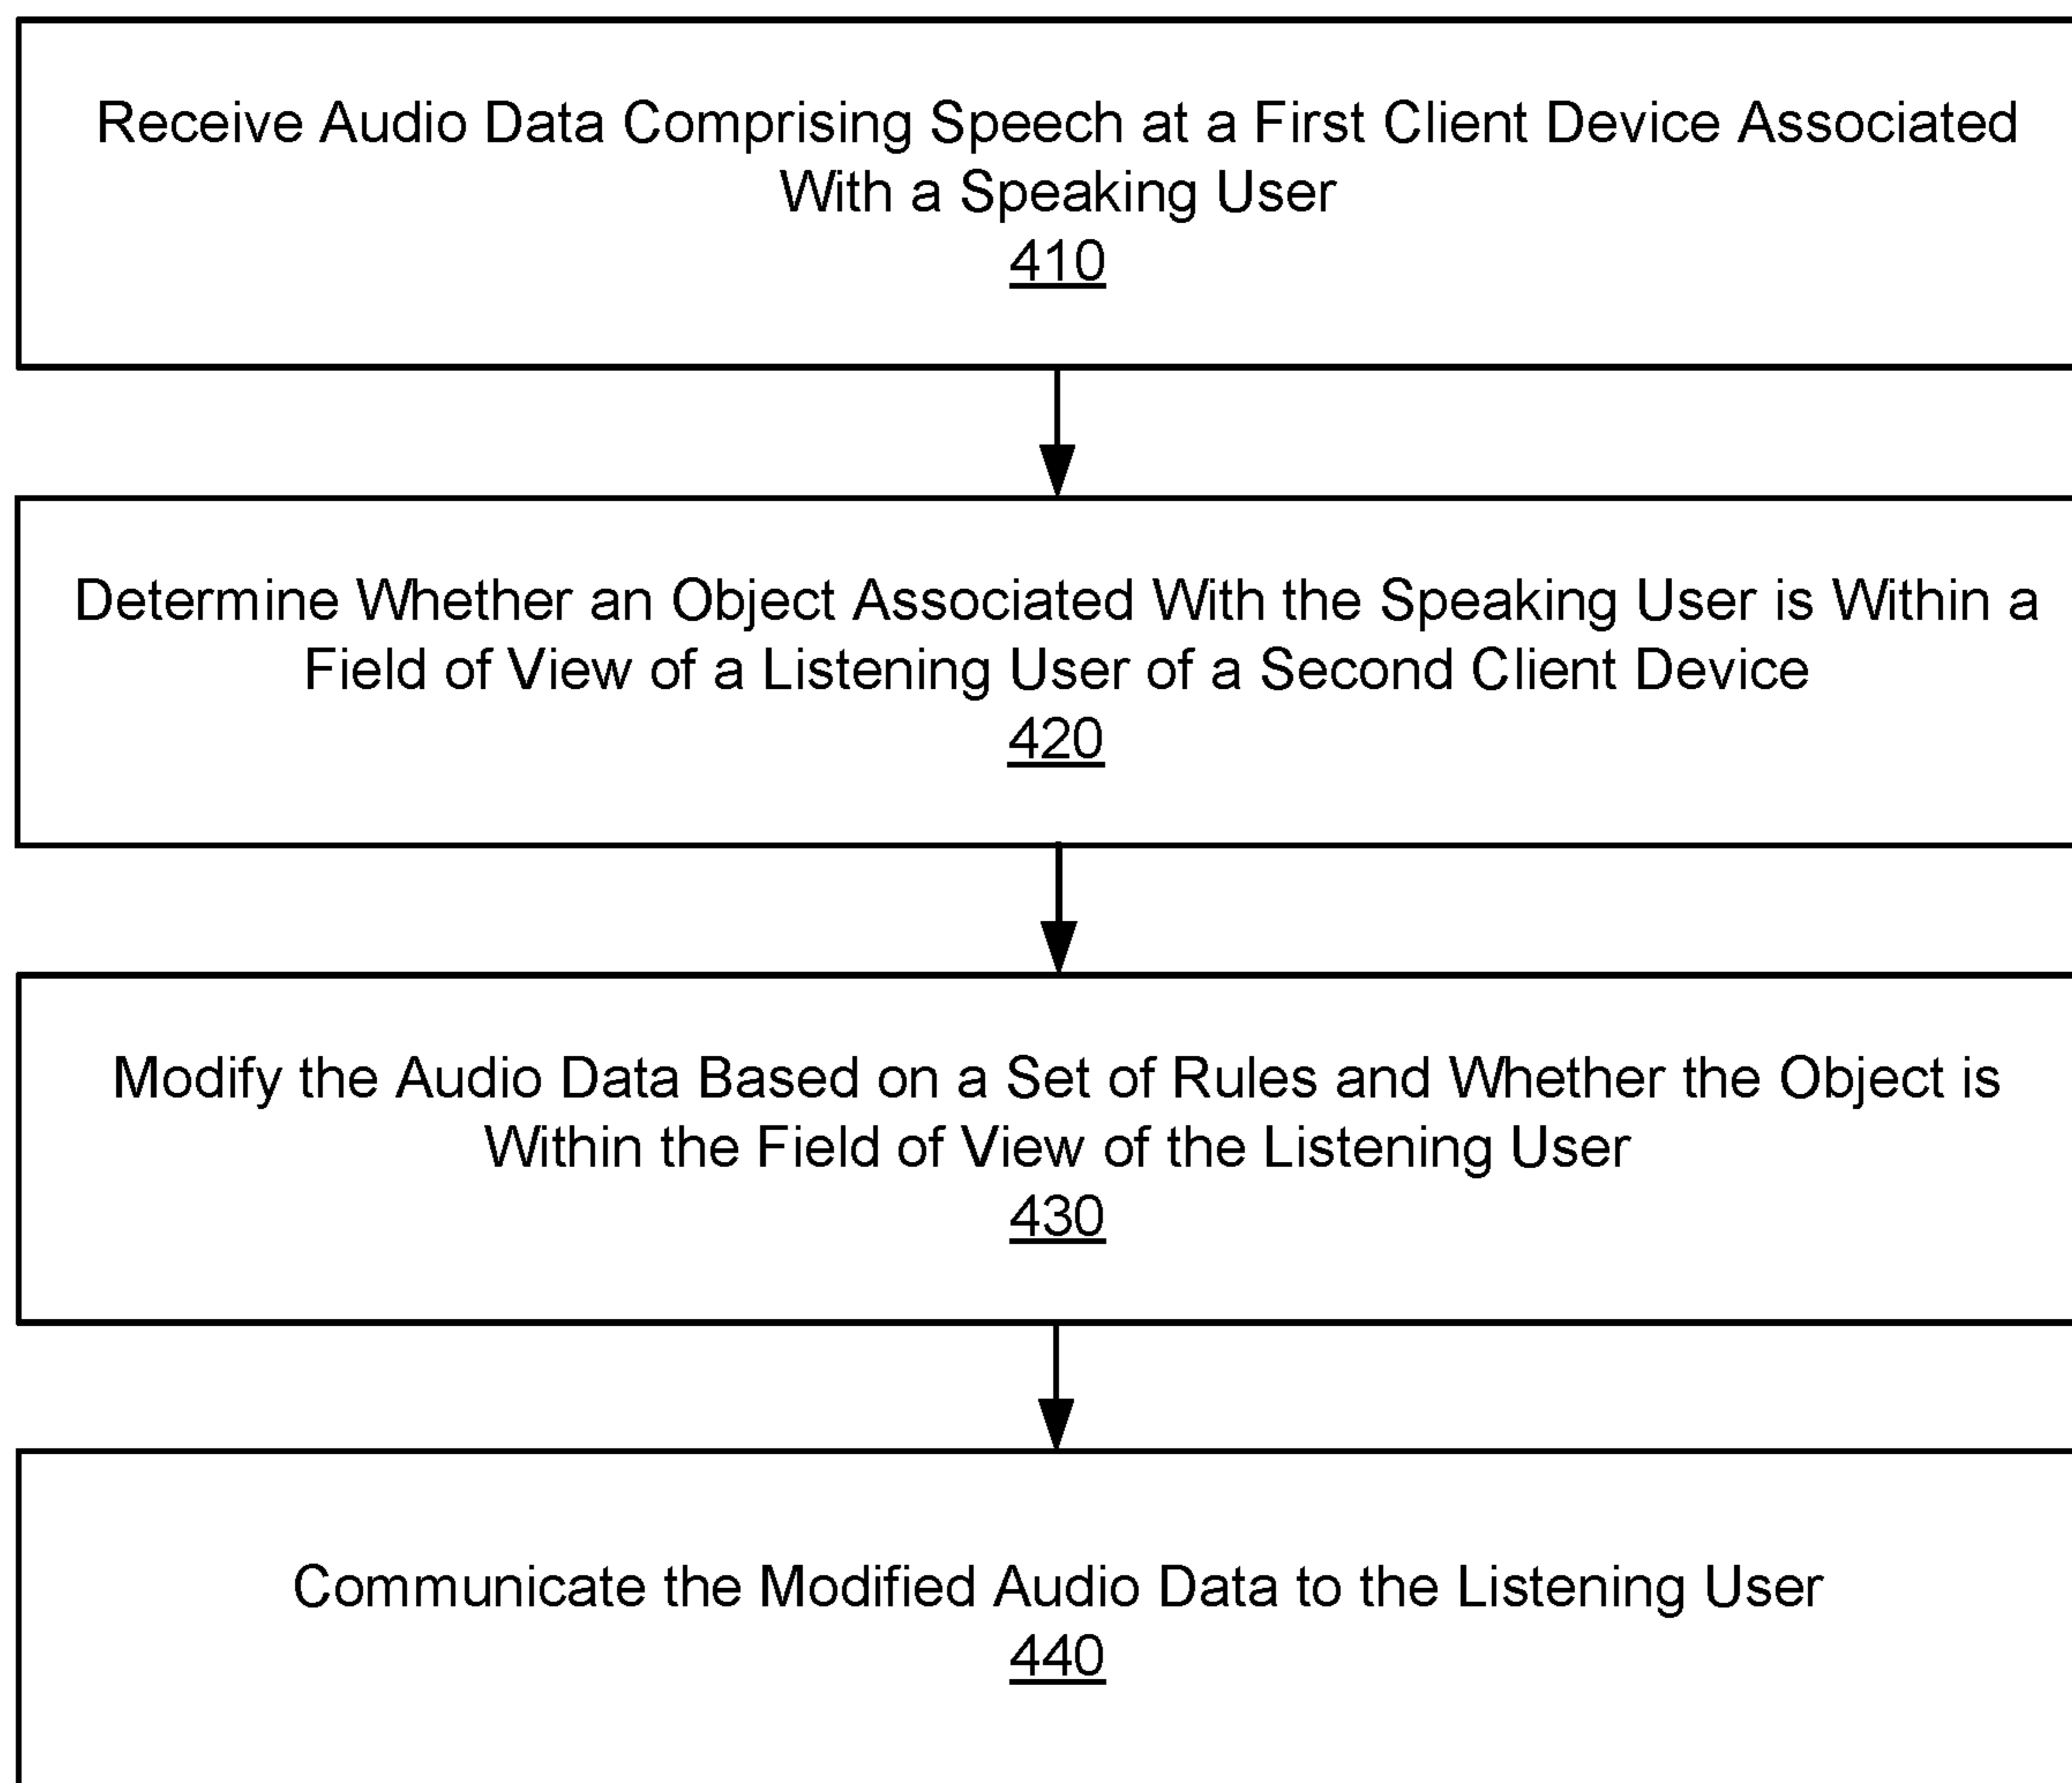 Receive Audio Data Comprising Speech at a First Client Device Associated
With a Speaking User
410
Determine Whether an Object Associated With the Speaking User is Within a
Field of View of a Listening User of a Second Client Device
420
Modify the Audio Data Based on a Set of Rules and Whether the Object is
Within the Field of View of the Listening User
430
Communicate the Modified Audio Data to the Listening User
440